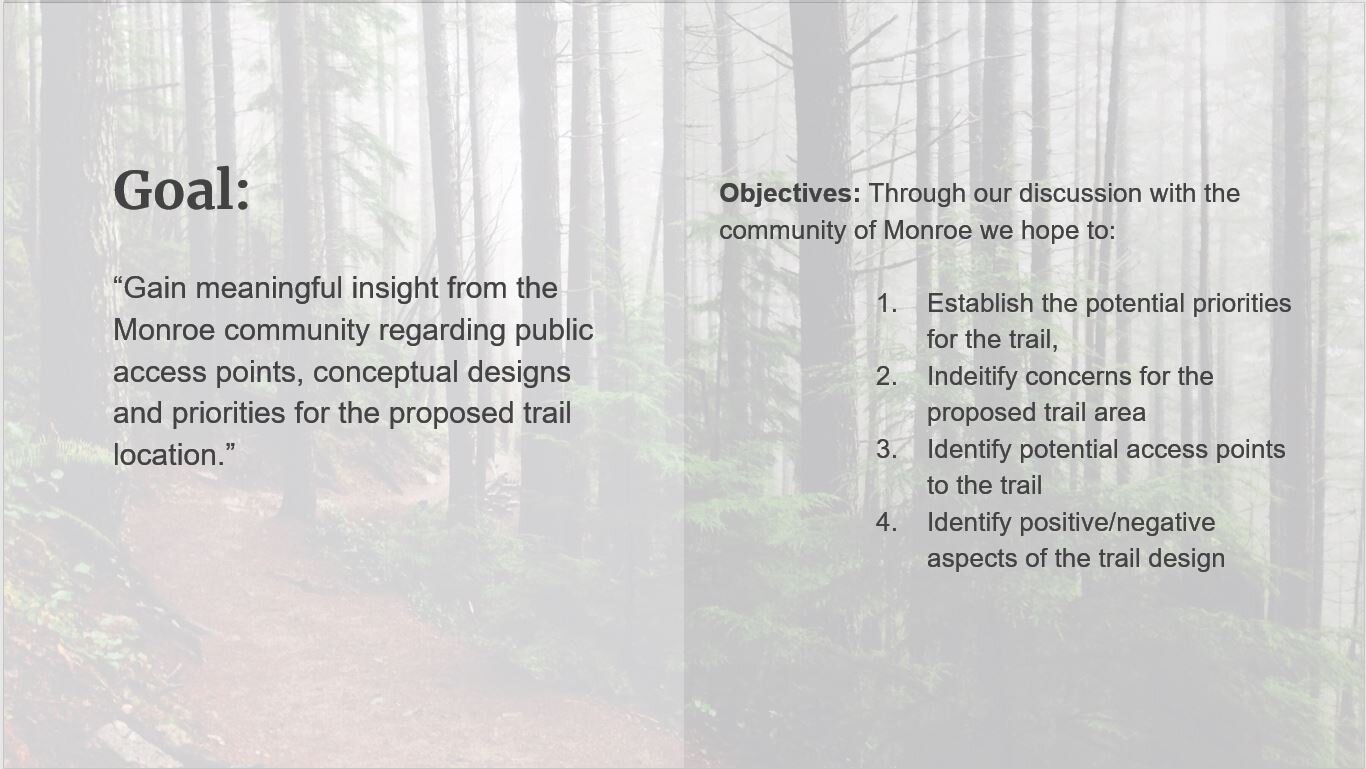 Goal:
“Gain meaningful insight from the
Monroe community regarding public
access points, conceptual designs
and priorities for the proposed trail
location.”
Objectives: Through our discussion with the
community of Monroe we hope to:
1. Establish the potential priorities
for the trail,
2. Indeitify concerns for the
proposed trail area
3. Identify potential access points
to the trail
4. Identify positive/negative
aspects of the trail design